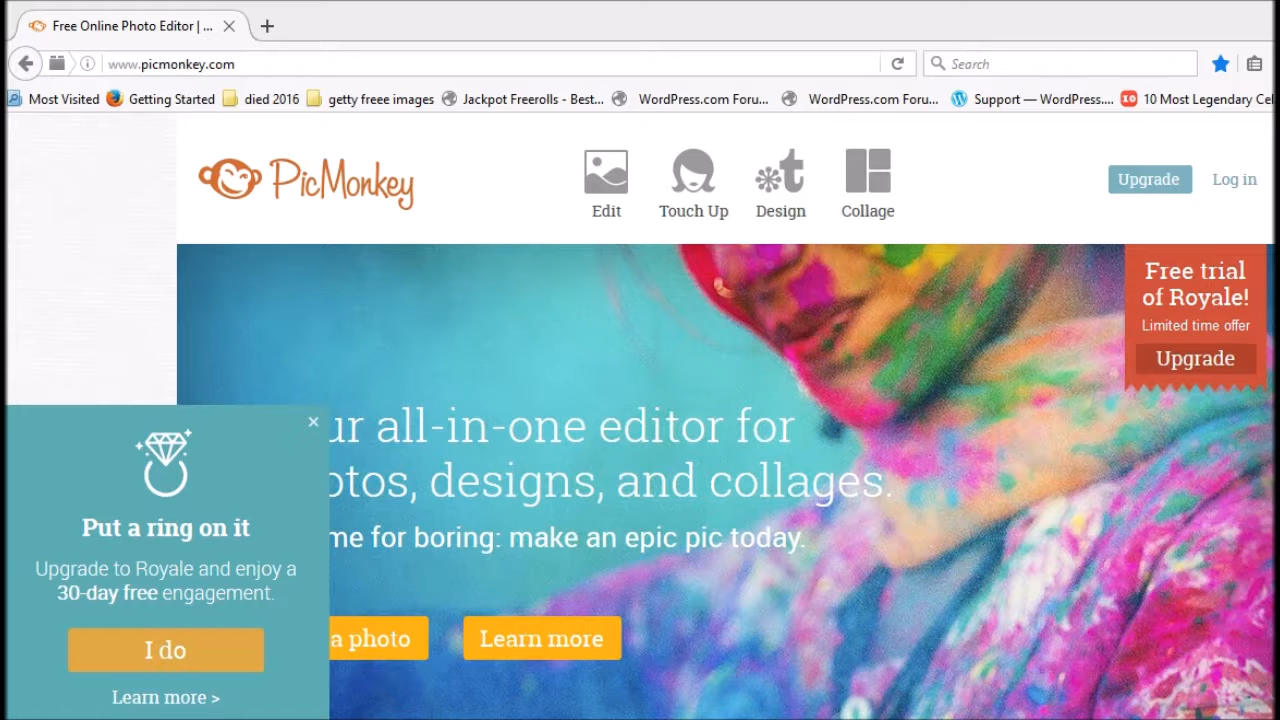 Free Online Photo Editor | ...
www.picmonkey.com
Search
Most Visited Getting Started died 2016 getty freee images Jackpot Freerolls - Best... WordPress.com Foru... WordPress.com Foru... Support — WordPress.... 10 Most Legendary Cel
PicMonkey
Edit Touch Up Design Collage
Upgrade Log in
Free trial
of Royale!
Limited time offer
Upgrade
ur all-in-one editor for
otos, designs, and collages.
me for boring: make an epic pic today.
a photo Learn more
Put a ring on it
Upgrade to Royale and enjoy a
30-day free engagement.
I do
Learn more >